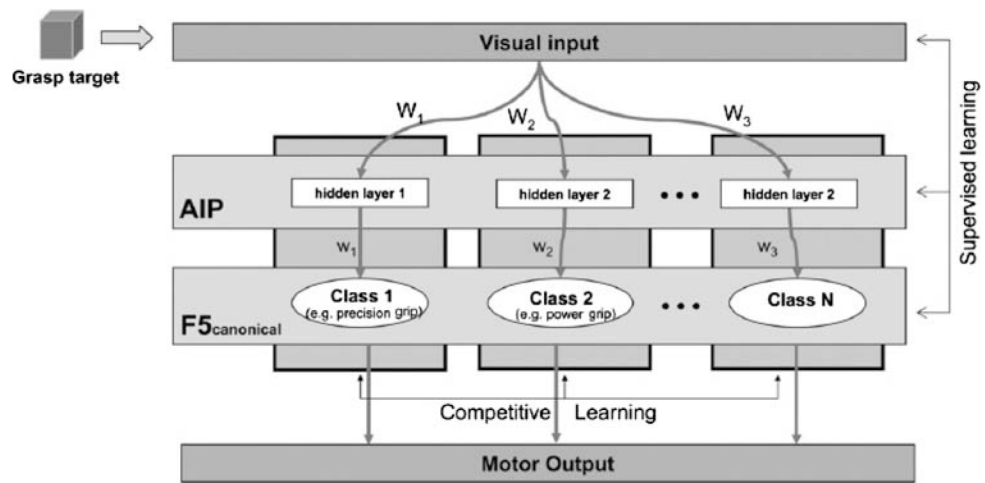 Visual input
Grasp target
W1
W2
W3
Supervised learning
hidden layer 1
hidden layer 2
•••
hidden layer 2
AIP
w1
w2
w3
Class 1
(e.g. precision grip)
Class 2
(e.g. power grip)
•••
Class N
F5canonical
Competitive Learning
Motor Output